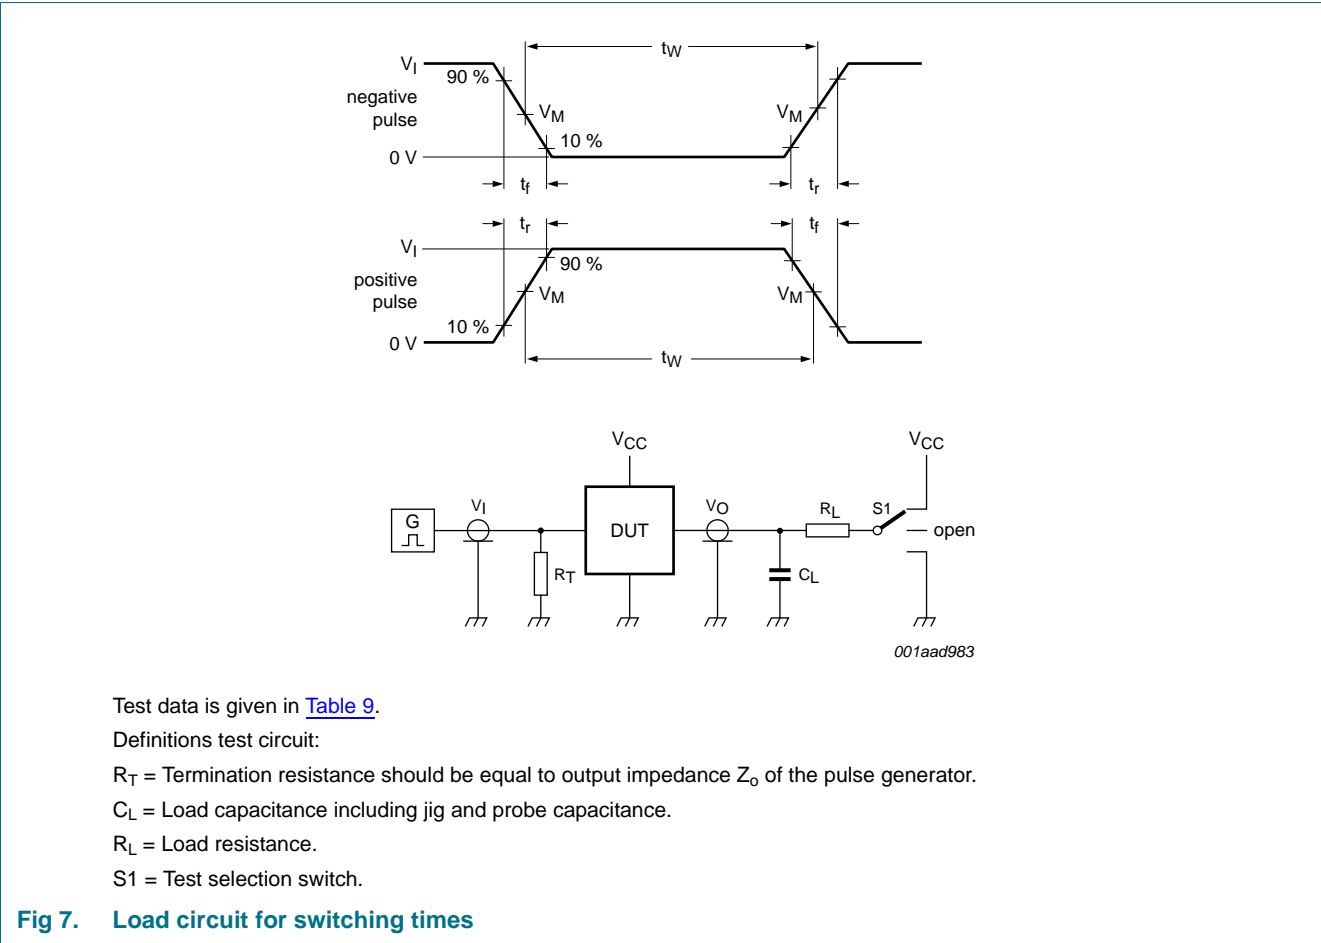 tW
VI
90 %
negative
pulse
VM
VM
10 %
0 V
tf
tr
tr
tf
VI
90 %
positive
pulse
VM
VM
10 %
0 V
tW
VCC
VCC
G
VI
DUT
VO
RL
S1
open
RT
CL
001aad983
Test data is given in Table 9.
Definitions test circuit:
RT = Termination resistance should be equal to output impedance Zo of the pulse generator.
CL = Load capacitance including jig and probe capacitance.
RL = Load resistance.
S1 = Test selection switch.
Fig 7. Load circuit for switching times